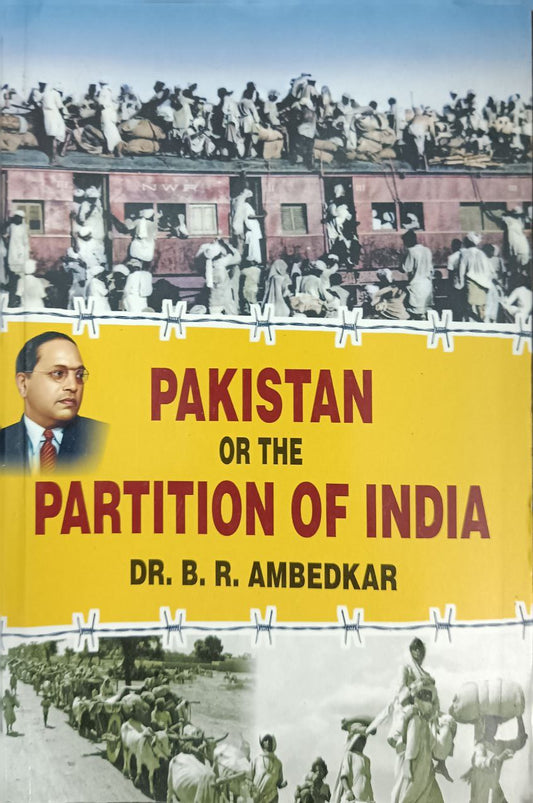 NWR
PAKISTAN
OR THE
PARTITION OF INDIA
DR. B. R. AMBEDKAR